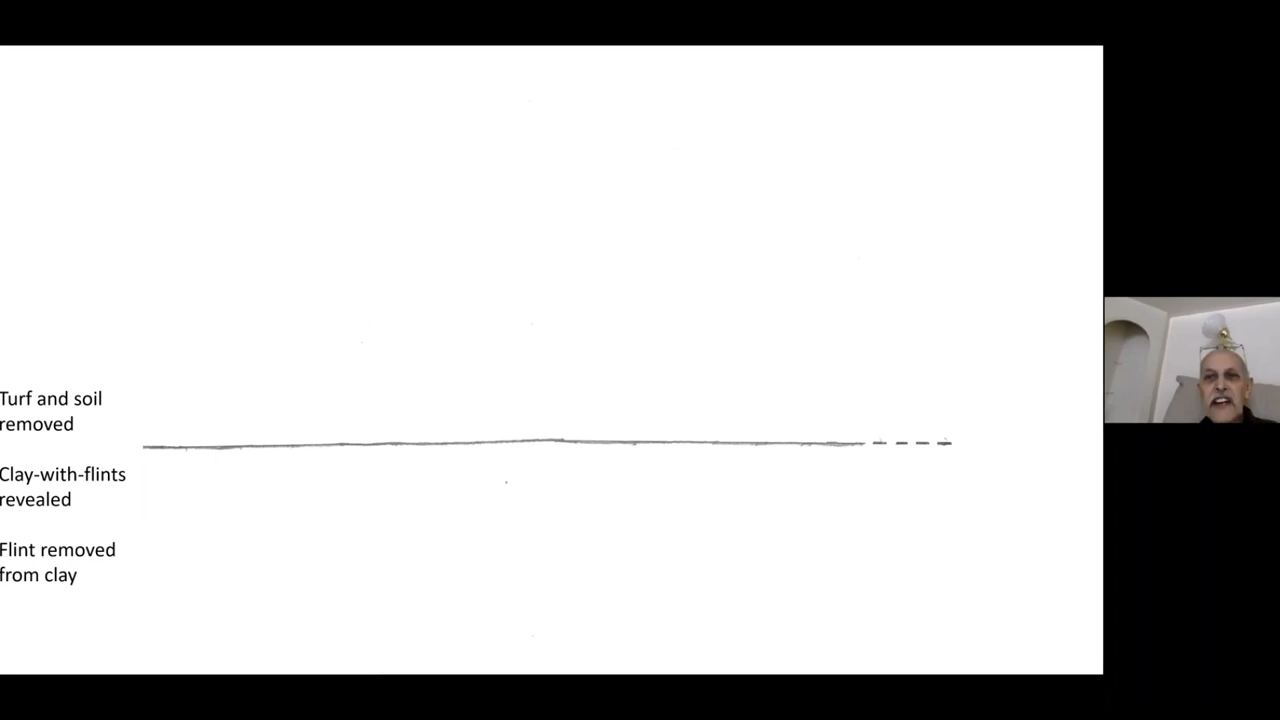 Turf and soil
removed
Clay-with-flints
revealed
Flint removed
from clay